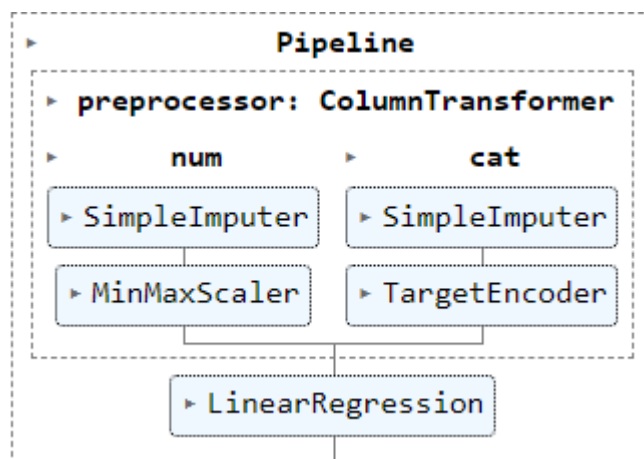 Pipeline
preprocessor: ColumnTransformer
num cat
SimpleImputer SimpleImputer
MinMaxScaler TargetEncoder
LinearRegression